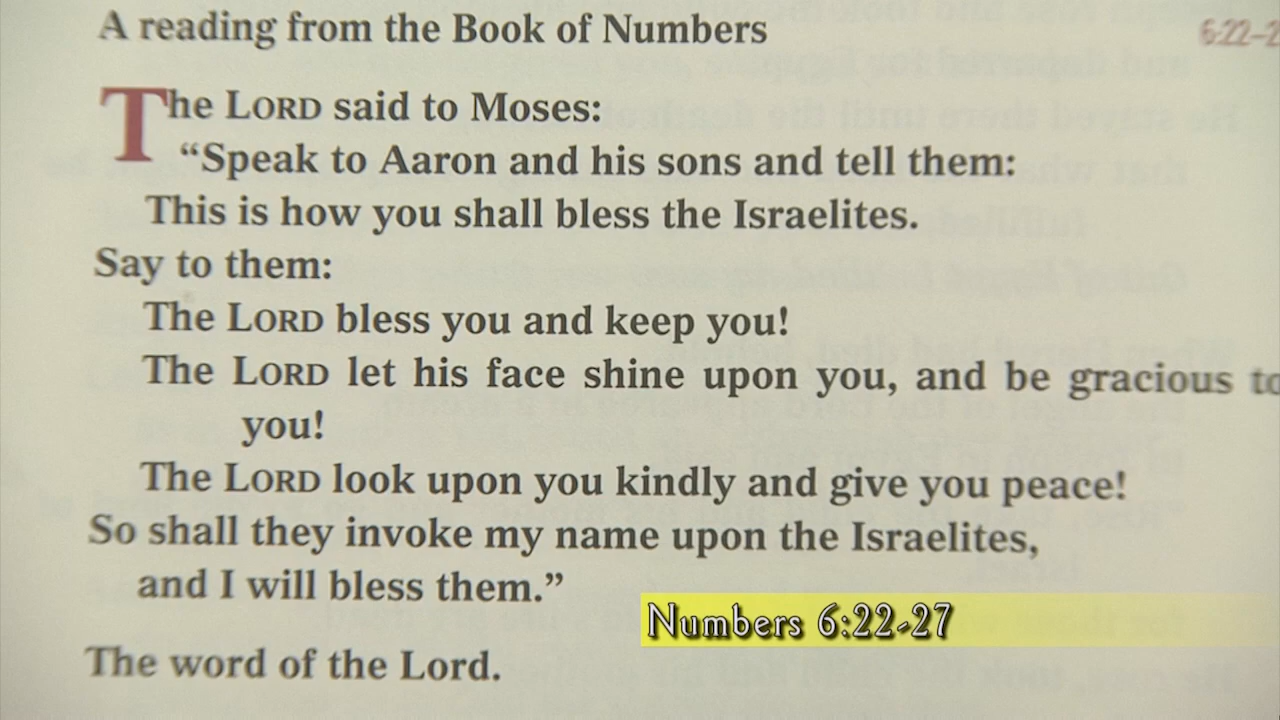 A reading from the Book of Numbers
6:22–2
The LORD said to Moses:
“Speak to Aaron and his sons and tell them:
This is how you shall bless the Israelites.
Say to them:
The LORD bless you and keep you!
The LORD let his face shine upon you, and be gracious to
you!
The LORD look upon you kindly and give you peace!
So shall they invoke my name upon the Israelites,
and I will bless them.”
Numbers 6:22-27
The word of the Lord.